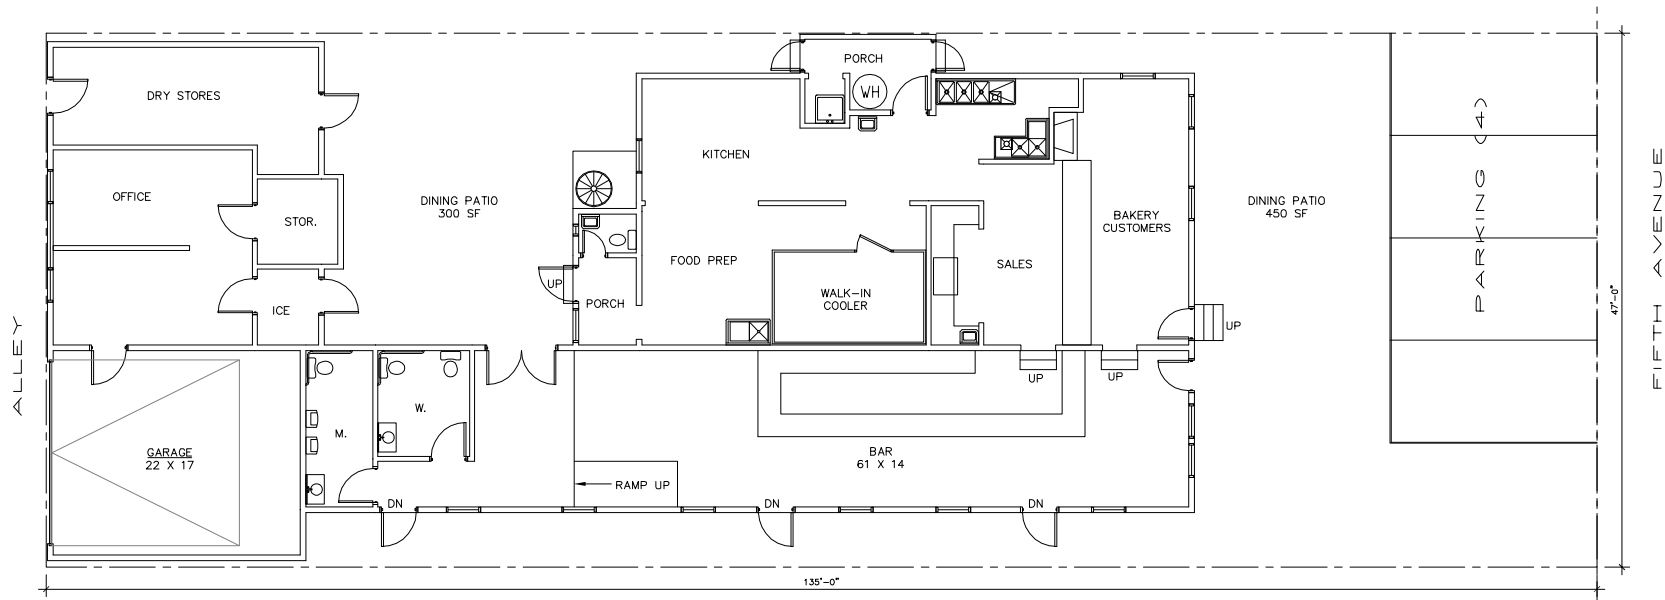 PORCH
WH
DRY STORES
KITCHEN
PARKING (4)
FIFTH AVENUE
OFFICE
DINING PATIO
300 SF
DINING PATIO
450 SF
STOR.
BAKERY
CUSTOMERS
FOOD PREP
SALES
UP
WALK-IN
COOLER
PORCH
ICE
47'-0"
UP
ALLEY
UP
UP
W.
M.
GARAGE
22 X 17
BAR
61 X 14
RAMP UP
DN
DN
DN
135'-0"